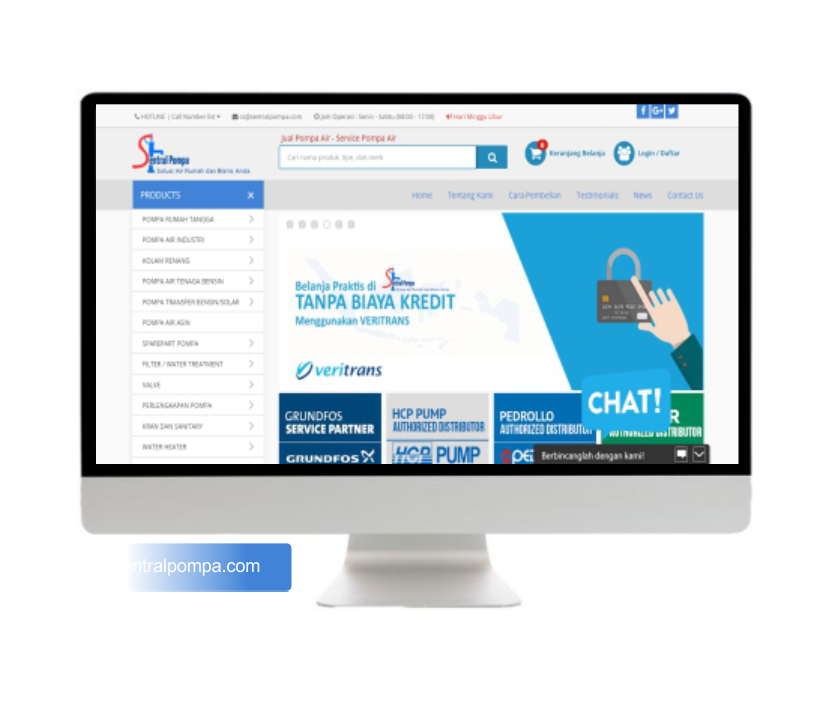 HOTLINE | Call Number list
cs@sentralpompa.com
Jam Operasi: Senin - Sabtu (08:00 - 17:00)
Hari Minggu Libur
f G+
Sentral Pompa
Solusi Air Rumah dan Bisnis Anda
Jual Pompa Air - Service Pompa Air
Cari nama produk, tipe, dan merk
Keranjang Belanja
Login / Daftar
PRODUCTS X
Home Tentang Kami Cara Pembelian Testimonials News Contact Us
POMPA RUMAH TANGGA
POMPA AIR INDUSTRI
KOLAM RENANG
POMPA AIR TENAGA BENSIN
POMPA TRANSFER BENSIN/SOLAR
POMPA AIR ASIN
SPAREPART POMPA
FILTER / WATER TREATMENT
VALVE
PERLENGKAPAN POMPA
KRAN DAN SANITARY
WATER HEATER
Belanja Praktis di Sentral Pompa
TANPA BIAYA KREDIT
Menggunakan VERITRANS
veritrans
GRUNDFOS
SERVICE PARTNER
GRUNDFOS
HCP PUMP
AUTHORIZED DISTRIBUTOR
HCP PUMP
PEDROLLO
AUTHORIZED DISTRIBUTOR
PE
CHAT!
R
AUTHORIZED DISTRIBUTOR
Berbincanglah dengan kami!
ntralpompa.com